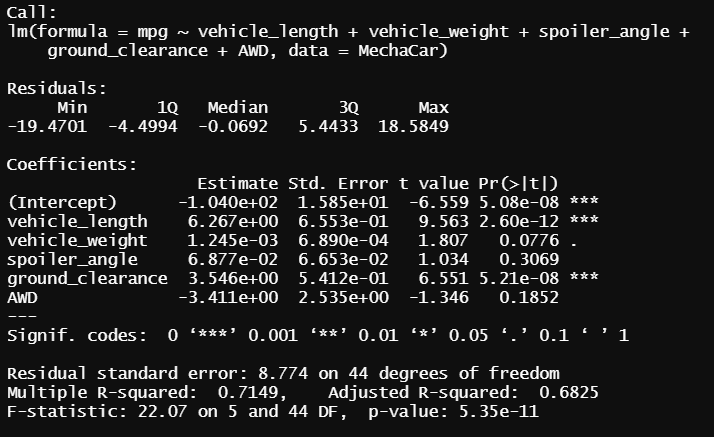 Call:
lm(formula = mpg ~ vehicle_length + vehicle_weight + spoiler_angle +
    ground_clearance + AWD, data = MechaCar)

Residuals:
     Min       1Q   Median       3Q      Max
-19.4701  -4.4994  -0.0692   5.4433  18.5849

Coefficients:
                   Estimate Std. Error t value Pr(>|t|)
(Intercept)      -1.040e+02  1.585e+01  -6.559 5.08e-08 ***
vehicle_length    6.267e+00  6.553e-01   9.563 2.60e-12 ***
vehicle_weight    1.245e-03  6.890e-04   1.807   0.0776 .
spoiler_angle     6.877e-02  6.653e-02   1.034   0.3069
ground_clearance  3.546e+00  5.412e-01   6.551 5.21e-08 ***
AWD              -3.411e+00  2.535e+00  -1.346   0.1852
---
Signif. codes:  0 ‘***’ 0.001 ‘**’ 0.01 ‘*’ 0.05 ‘.’ 0.1 ‘ ’ 1

Residual standard error: 8.774 on 44 degrees of freedom
Multiple R-squared:  0.7149,    Adjusted R-squared:  0.6825
F-statistic: 22.07 on 5 and 44 DF,  p-value: 5.35e-11